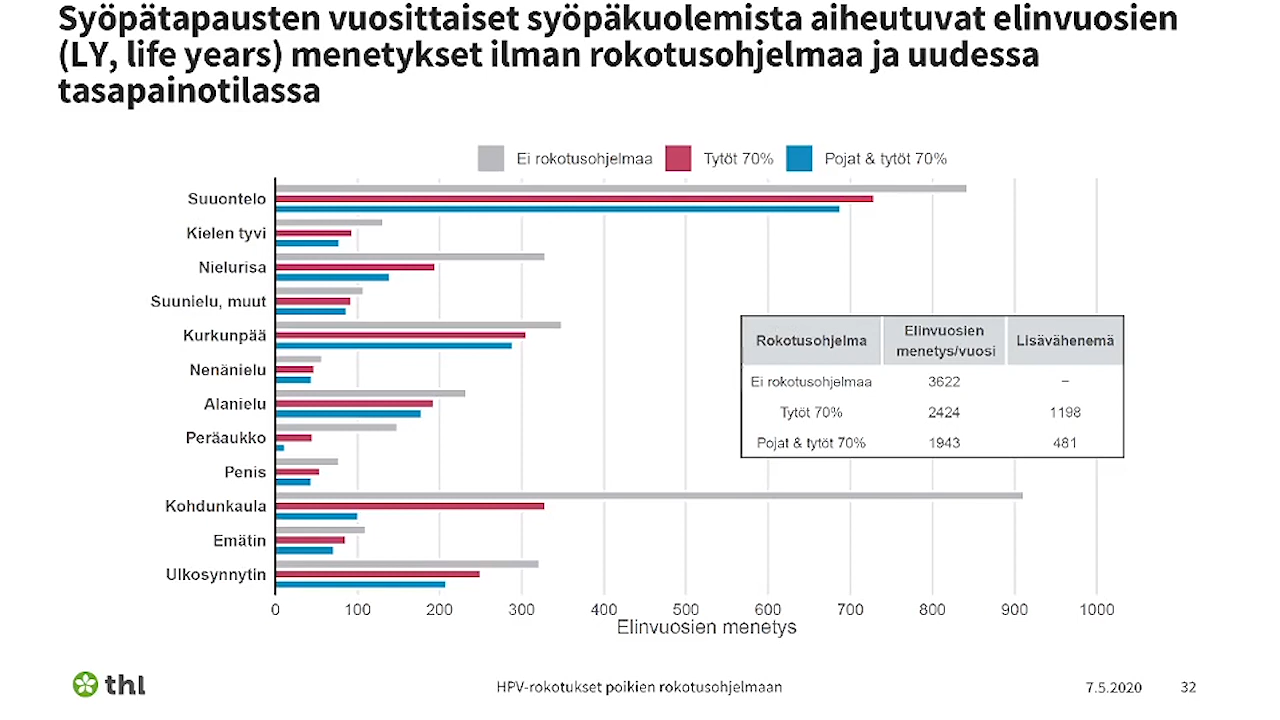 Syöpätapausten vuosittaiset syöpäkuolemista aiheutuvat elinvuosien
(LY, life years) menetykset ilman rokotusohjelmaa ja uudessa
tasapainotilassa
Ei rokotusohjelmaa
Tytöt 70%
Pojat & tytöt 70%
Suuontelo
Kielen tyvi
Nielurisa
Suunielu, muut
Kurkunpää
Nenänielu
Alanielu
Peräaukko
Penis
Kohdunkaula
Emätin
Ulkosynnytin
Rokotusohjelma Elinvuosien menetys/vuosi Lisävähenemä
Ei rokotusohjelmaa 3622 –
Tytöt 70% 2424 1198
Pojat & tytöt 70% 1943 481
0 100 200 300 400 500 600 700 800 900 1000
Elinvuosien menetys
thl
HPV-rokotukset poikien rokotusohjelmaan
7.5.2020
32